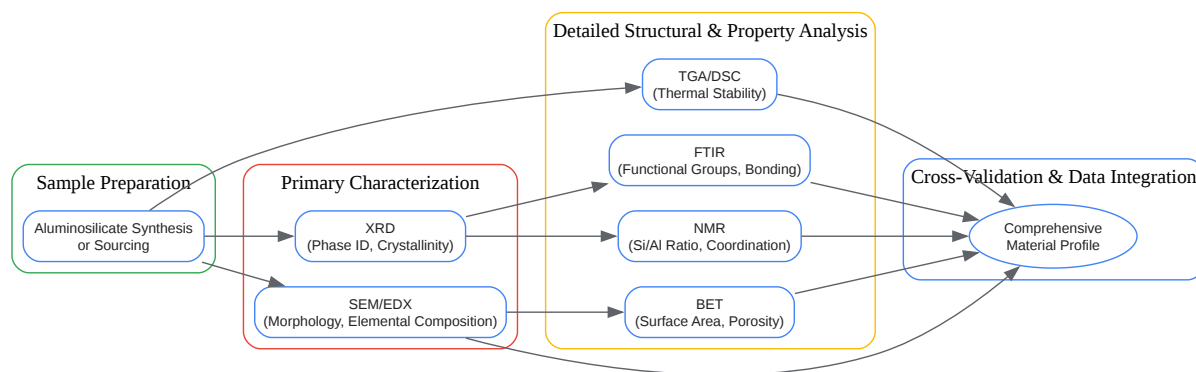 Detailed Structural & Property Analysis
TGA/DSC
(Thermal Stability)
FTIR
(Functional Groups, Bonding)
Sample Preparation
Primary Characterization
Cross-Validation & Data Integration
Aluminosilicate Synthesis
or Sourcing
XRD
(Phase ID, Crystallinity)
NMR
(Si/Al Ratio, Coordination)
Comprehensive
Material Profile
SEM/EDX
(Morphology, Elemental Composition)
BET
(Surface Area, Porosity)